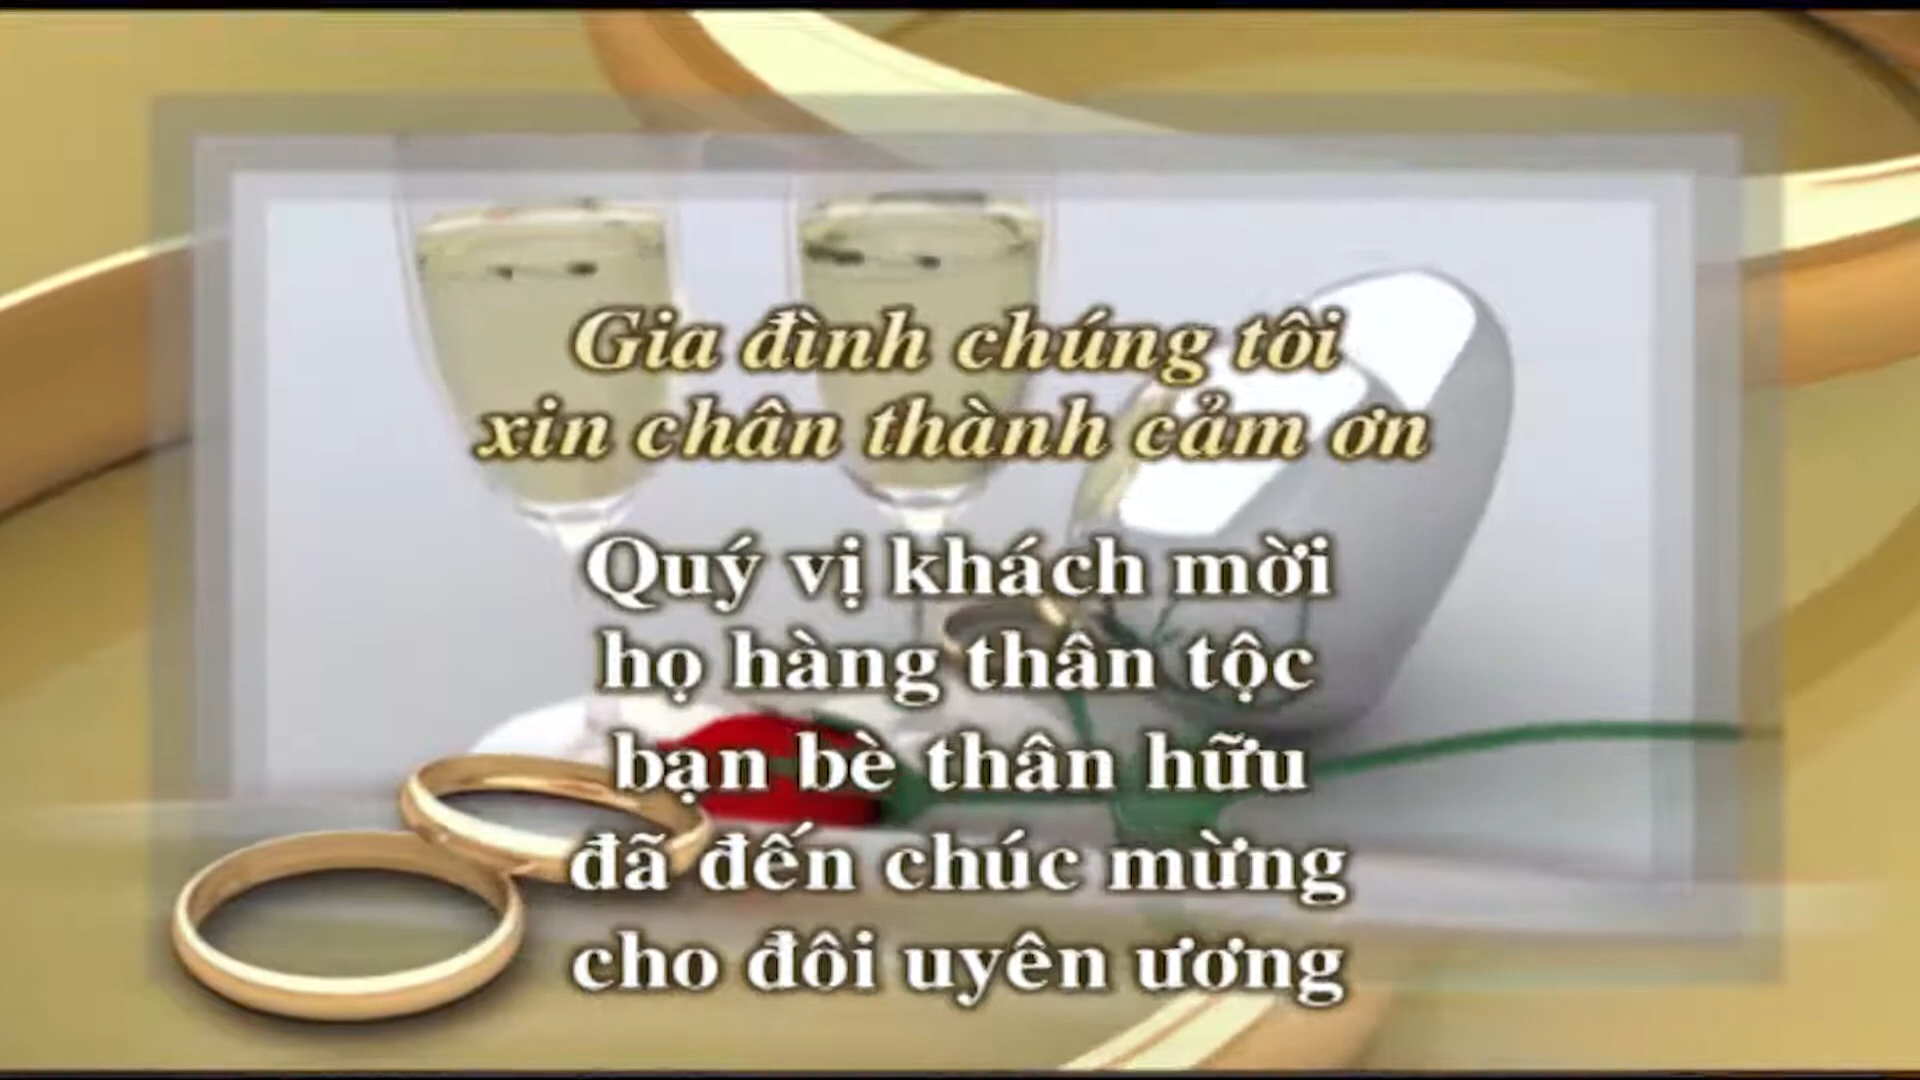 Gia đình chúng tôi
xin chân thành cảm ơn
Quý vị khách mời
họ hàng thân tộc
bạn bè thân hữu
đã đến chúc mừng
cho đôi uyên ương